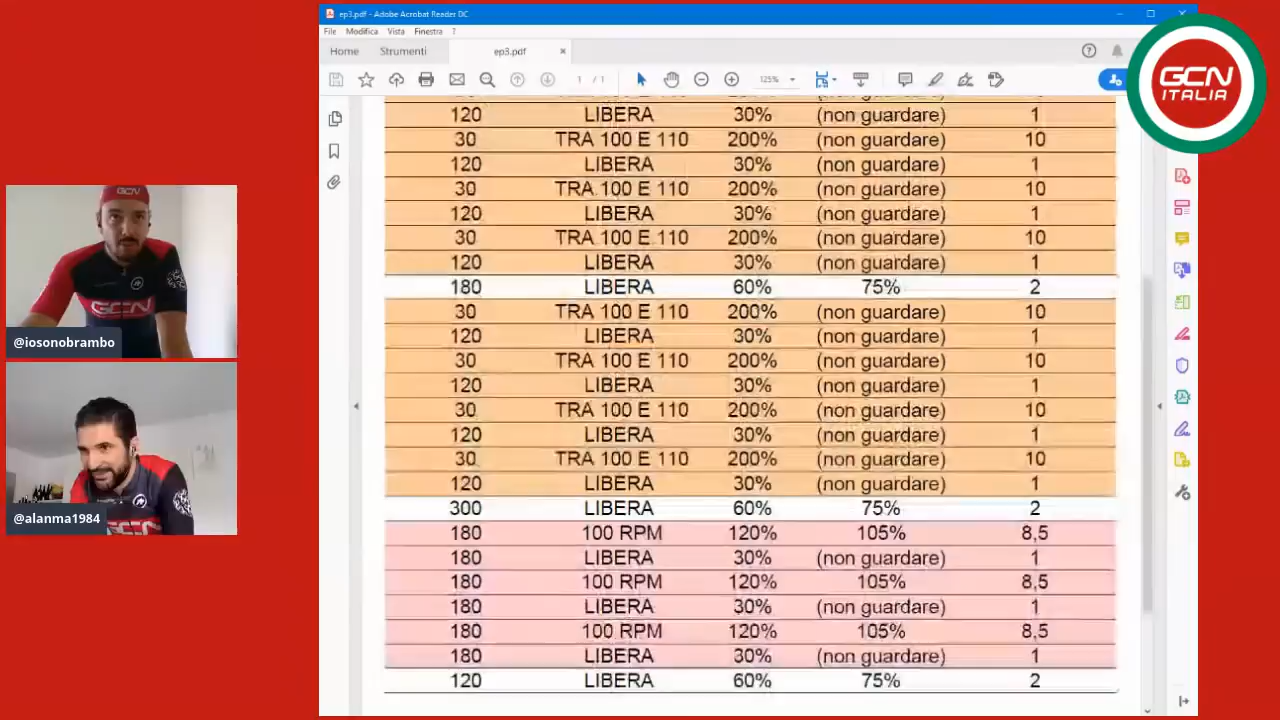 ep3.pdf - Adobe Acrobat Reader DC
File Modifica Vista Finestra ?
Home Strumenti ep3.pdf
1 / 1 125%
GCN
ITALIA
120 LIBERA 30% (non guardare) 1
30 TRA 100 E 110 200% (non guardare) 10
120 LIBERA 30% (non guardare) 1
30 TRA 100 E 110 200% (non guardare) 10
120 LIBERA 30% (non guardare) 1
30 TRA 100 E 110 200% (non guardare) 10
120 LIBERA 30% (non guardare) 1
180 LIBERA 60% 75% 2
30 TRA 100 E 110 200% (non guardare) 10
120 LIBERA 30% (non guardare) 1
30 TRA 100 E 110 200% (non guardare) 10
120 LIBERA 30% (non guardare) 1
30 TRA 100 E 110 200% (non guardare) 10
120 LIBERA 30% (non guardare) 1
30 TRA 100 E 110 200% (non guardare) 10
120 LIBERA 30% (non guardare) 1
300 LIBERA 60% 75% 2
180 100 RPM 120% 105% 8,5
180 LIBERA 30% (non guardare) 1
180 100 RPM 120% 105% 8,5
180 LIBERA 30% (non guardare) 1
180 100 RPM 120% 105% 8,5
180 LIBERA 30% (non guardare) 1
120 LIBERA 60% 75% 2
GCN
GCN
@iosonobrambo
@alanma1984